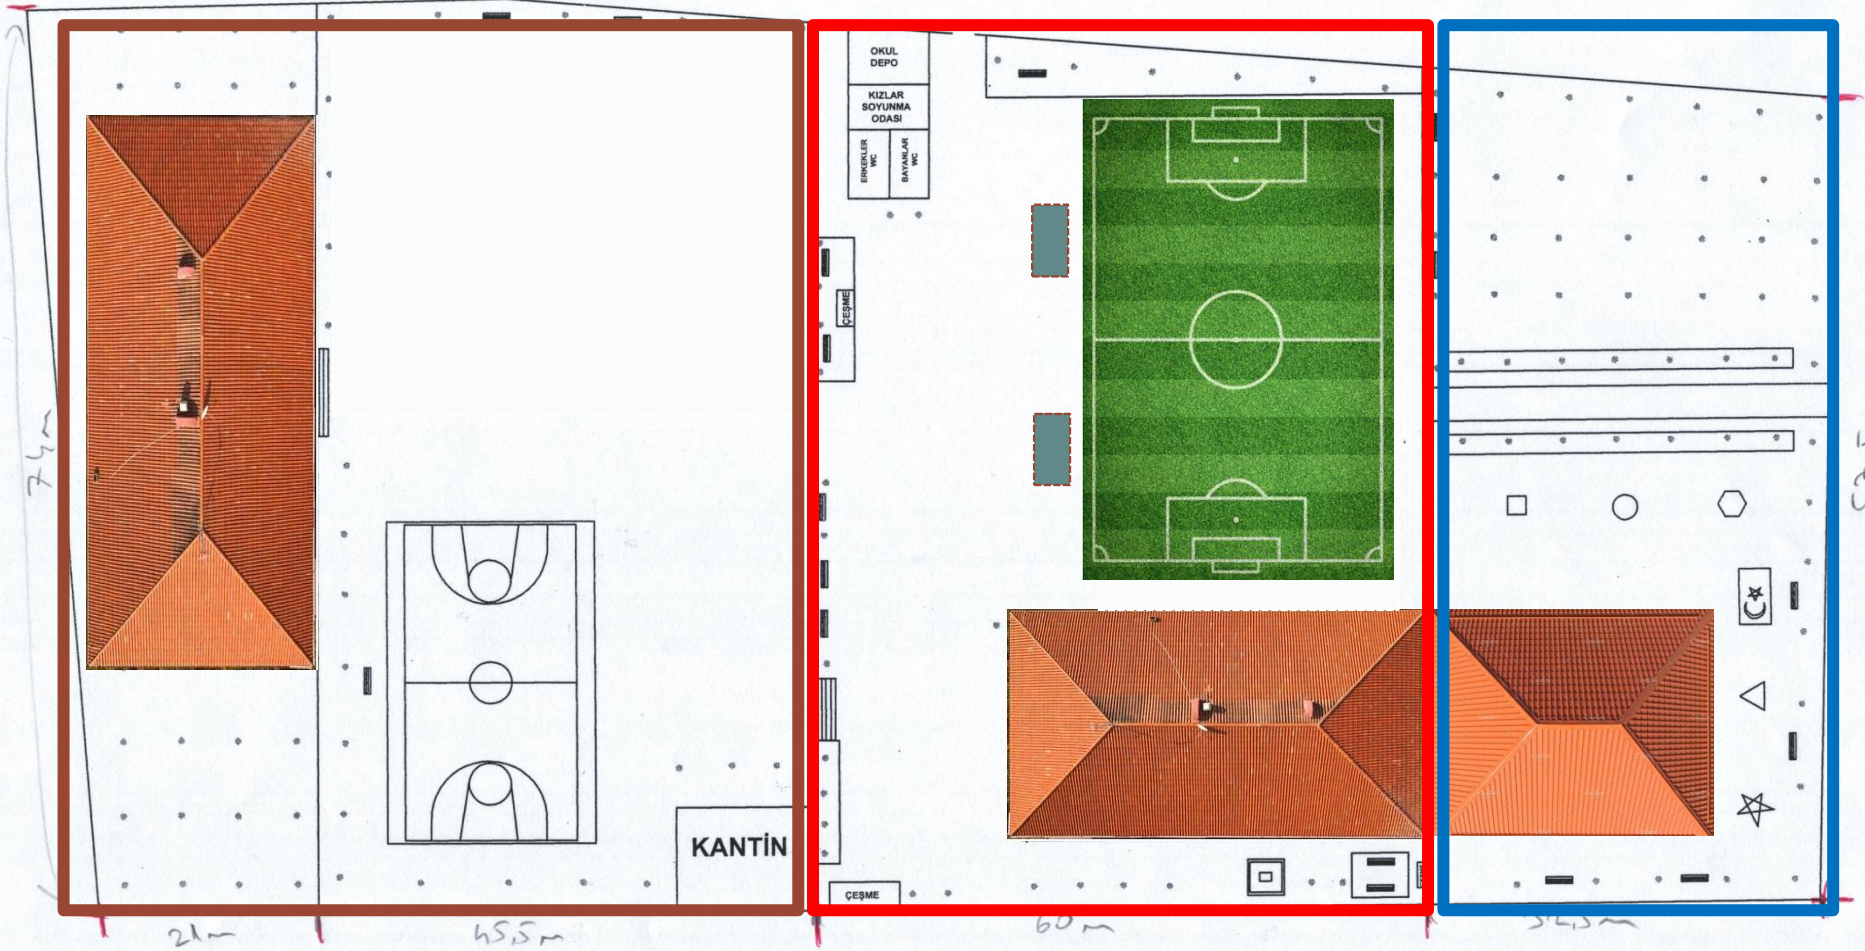 OKUL
DEPO
KIZLAR
SOYUNMA
ODASI
ERKEKLER
WC
BAYANLAR
WC
ÇEŞME
74m
KANTİN
ÇEŞME
21m
45,5m
60m